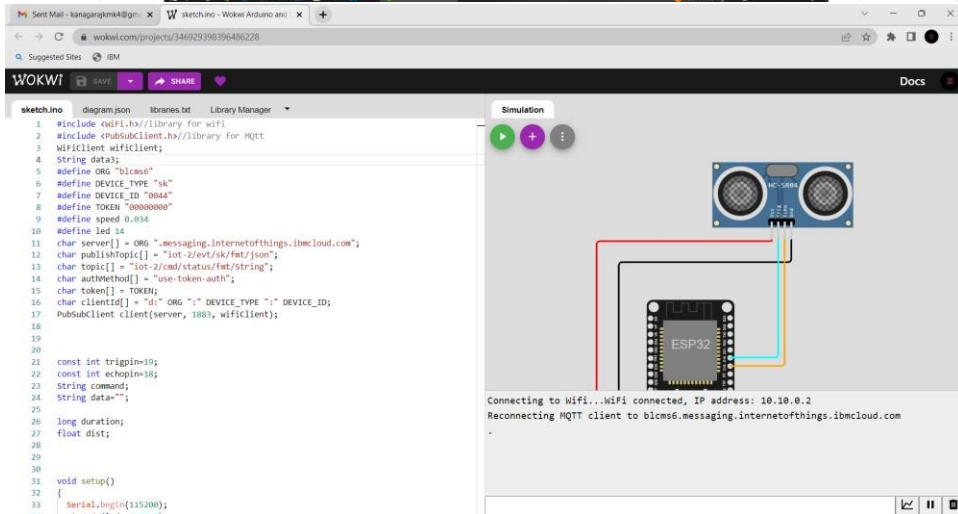 Sent Mail - kanagarajkmk4@gm
sketch.ino - Wokwi Arduino and
wokwi.com/projects/346929398396486228
Suggested Sites
IBM
WOKWI
SAVE
SHARE
Docs
sketch.ino diagram.json libraries.txt Library Manager
Simulation
1 #include <WiFi.h>//library for wifi
2 #include <PubSubClient.h>//library for MQtt
3 WiFiClient wifiClient;
4 String data3;
5 #define ORG "blcms6"
6 #define DEVICE_TYPE "sk"
7 #define DEVICE_ID "0044"
8 #define TOKEN "00000000"
9 #define speed 0.034
10 #define led 14
11 char server[] = ORG ".messaging.internetofthings.ibmcloud.com";
12 char publishTopic[] = "iot-2/evt/sk/fmt/json";
13 char topic[] = "iot-2/cmd/status/fmt/String";
14 char authMethod[] = "use-token-auth";
15 char token[] = TOKEN;
16 char clientId[] = "d:" ORG ":" DEVICE_TYPE ":" DEVICE_ID;
17 PubSubClient client(server, 1883, wifiClient);
18
19
20
21 const int trigpin=19;
22 const int echopin=18;
23 String command;
24 String data="";
25
26 long duration;
27 float dist;
28
29
30
31 void setup()
32 {
33 Serial.begin(115200);
HC-SR04
ESP32
Connecting to Wifi...WiFi connected, IP address: 10.10.0.2
Reconnecting MQTT client to blcms6.messaging.internetofthings.ibmcloud.com
.